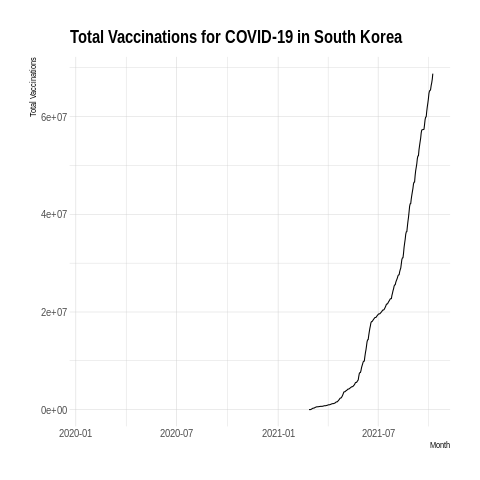 Total Vaccinations for COVID-19 in South Korea
Total Vaccinations
6e+07
4e+07
2e+07
0e+00
2020-01 2020-07 2021-01 2021-07
Month